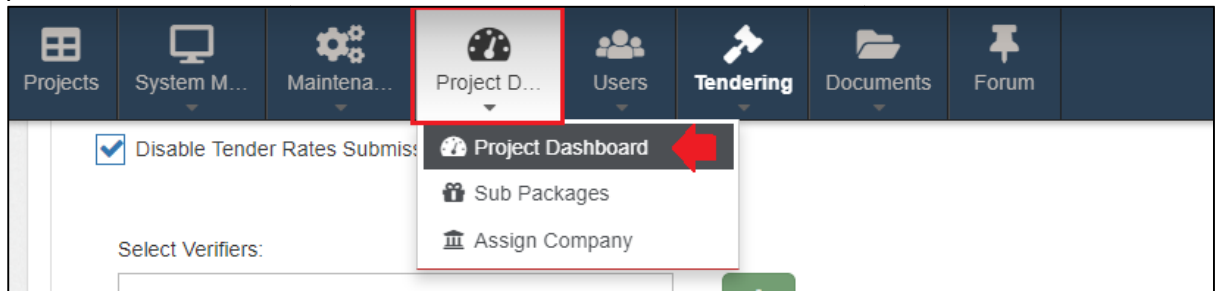 Projects
System M...
Maintena...
Project D...
Users
Tendering
Documents
Forum
Disable Tender Rates Submiss
Project Dashboard
Sub Packages
Assign Company
Select Verifiers: